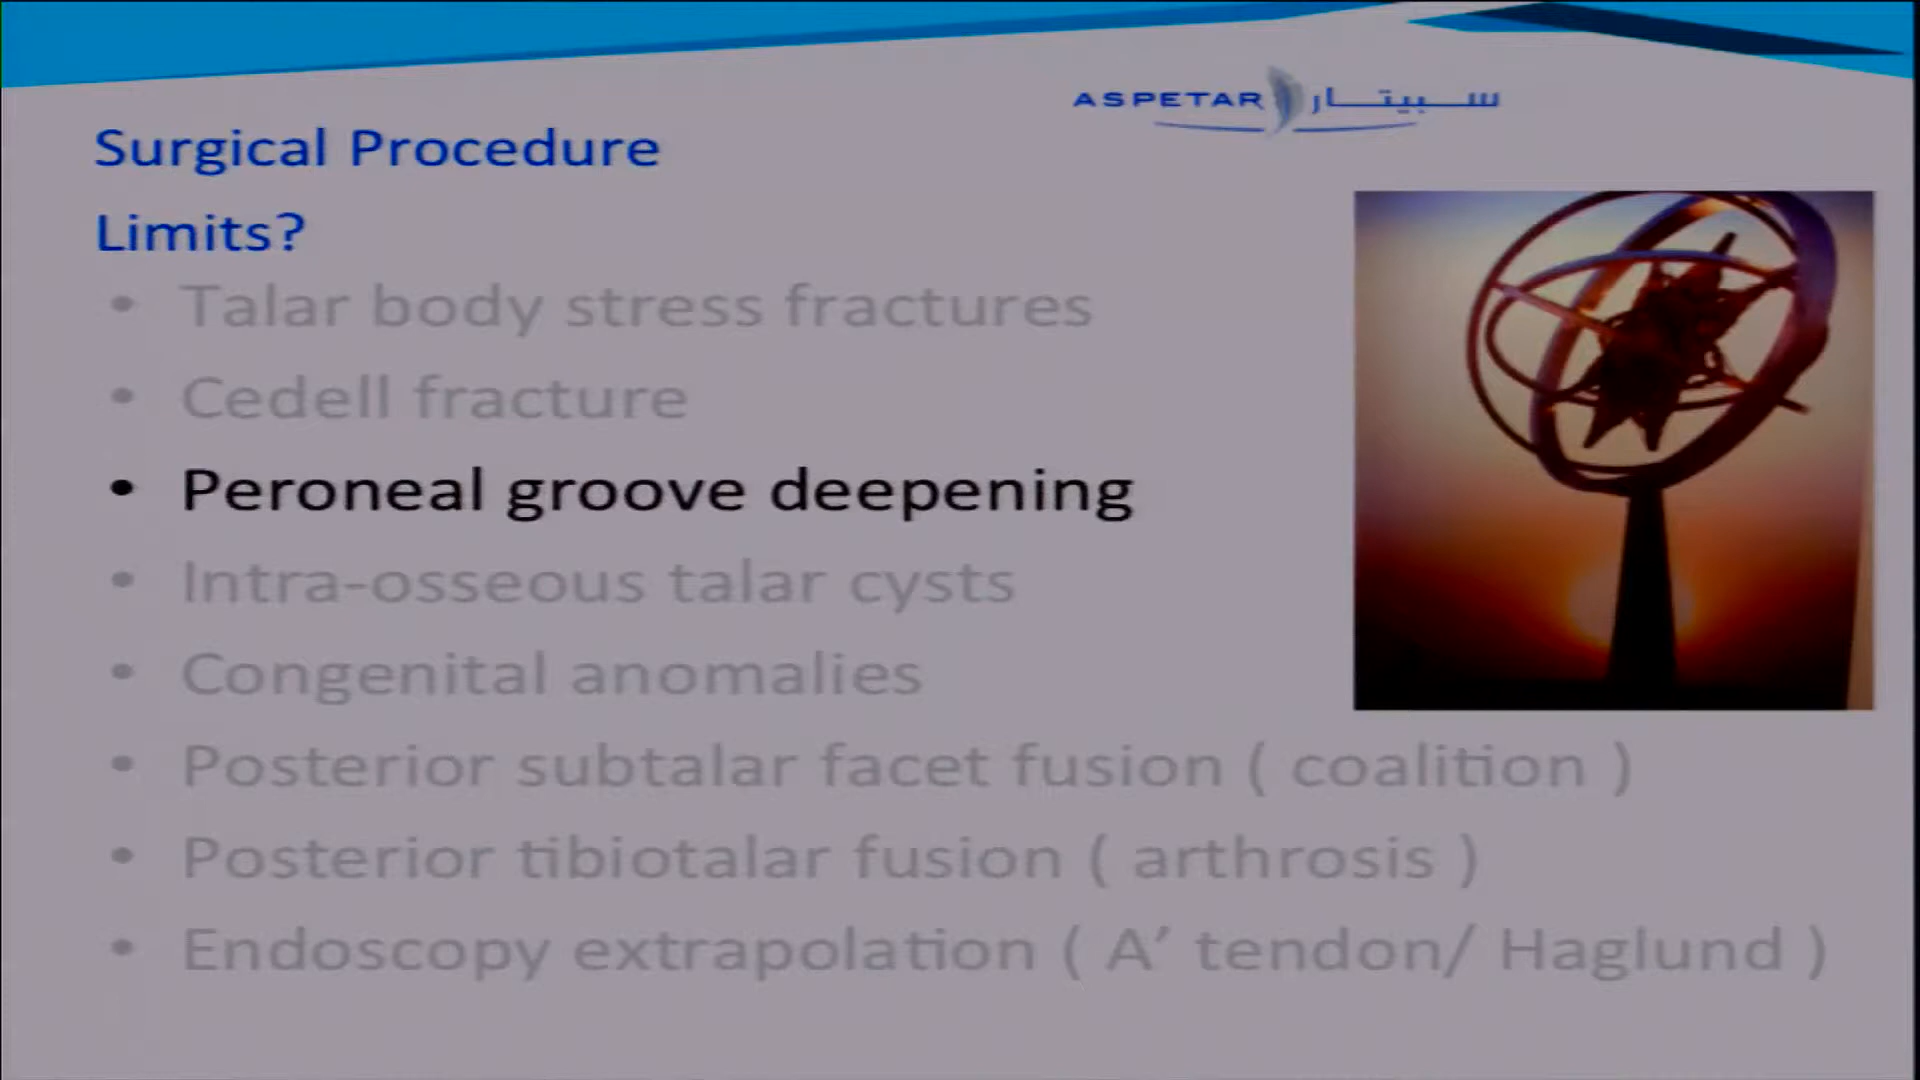 ASPETAR سبيتار
Surgical Procedure
Limits?
• Talar body stress fractures
• Cedell fracture
• Peroneal groove deepening
• Intra-osseous talar cysts
• Congenital anomalies
• Posterior subtalar facet fusion ( coalition )
• Posterior tibiotalar fusion ( arthrosis )
• Endoscopy extrapolation ( A’ tendon/ Haglund )